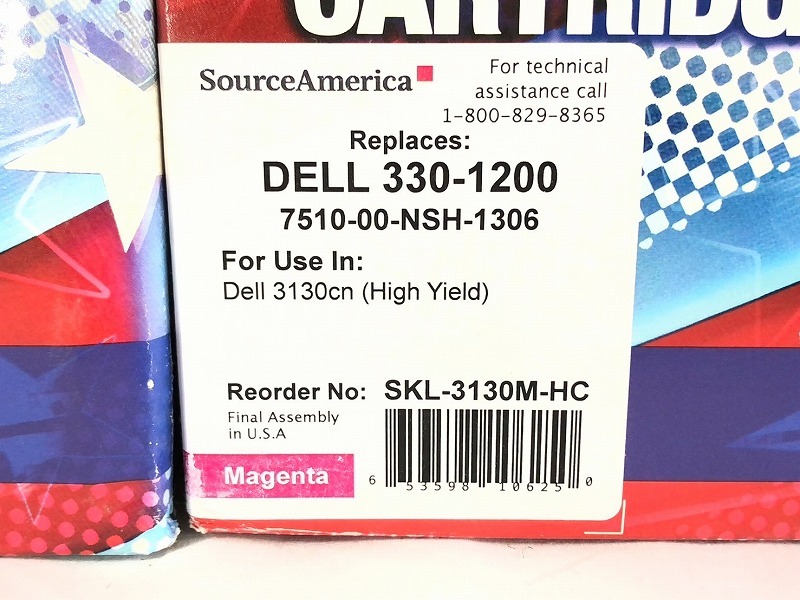 CARTRIDG
SourceAmerica
For technical
assistance call
1-800-829-8365
Replaces:
DELL 330-1200
7510-00-NSH-1306
For Use In:
Dell 3130cn (High Yield)
Reorder No: SKL-3130M-HC
Final Assembly
in U.S.A
Magenta
6 53598 10625 0